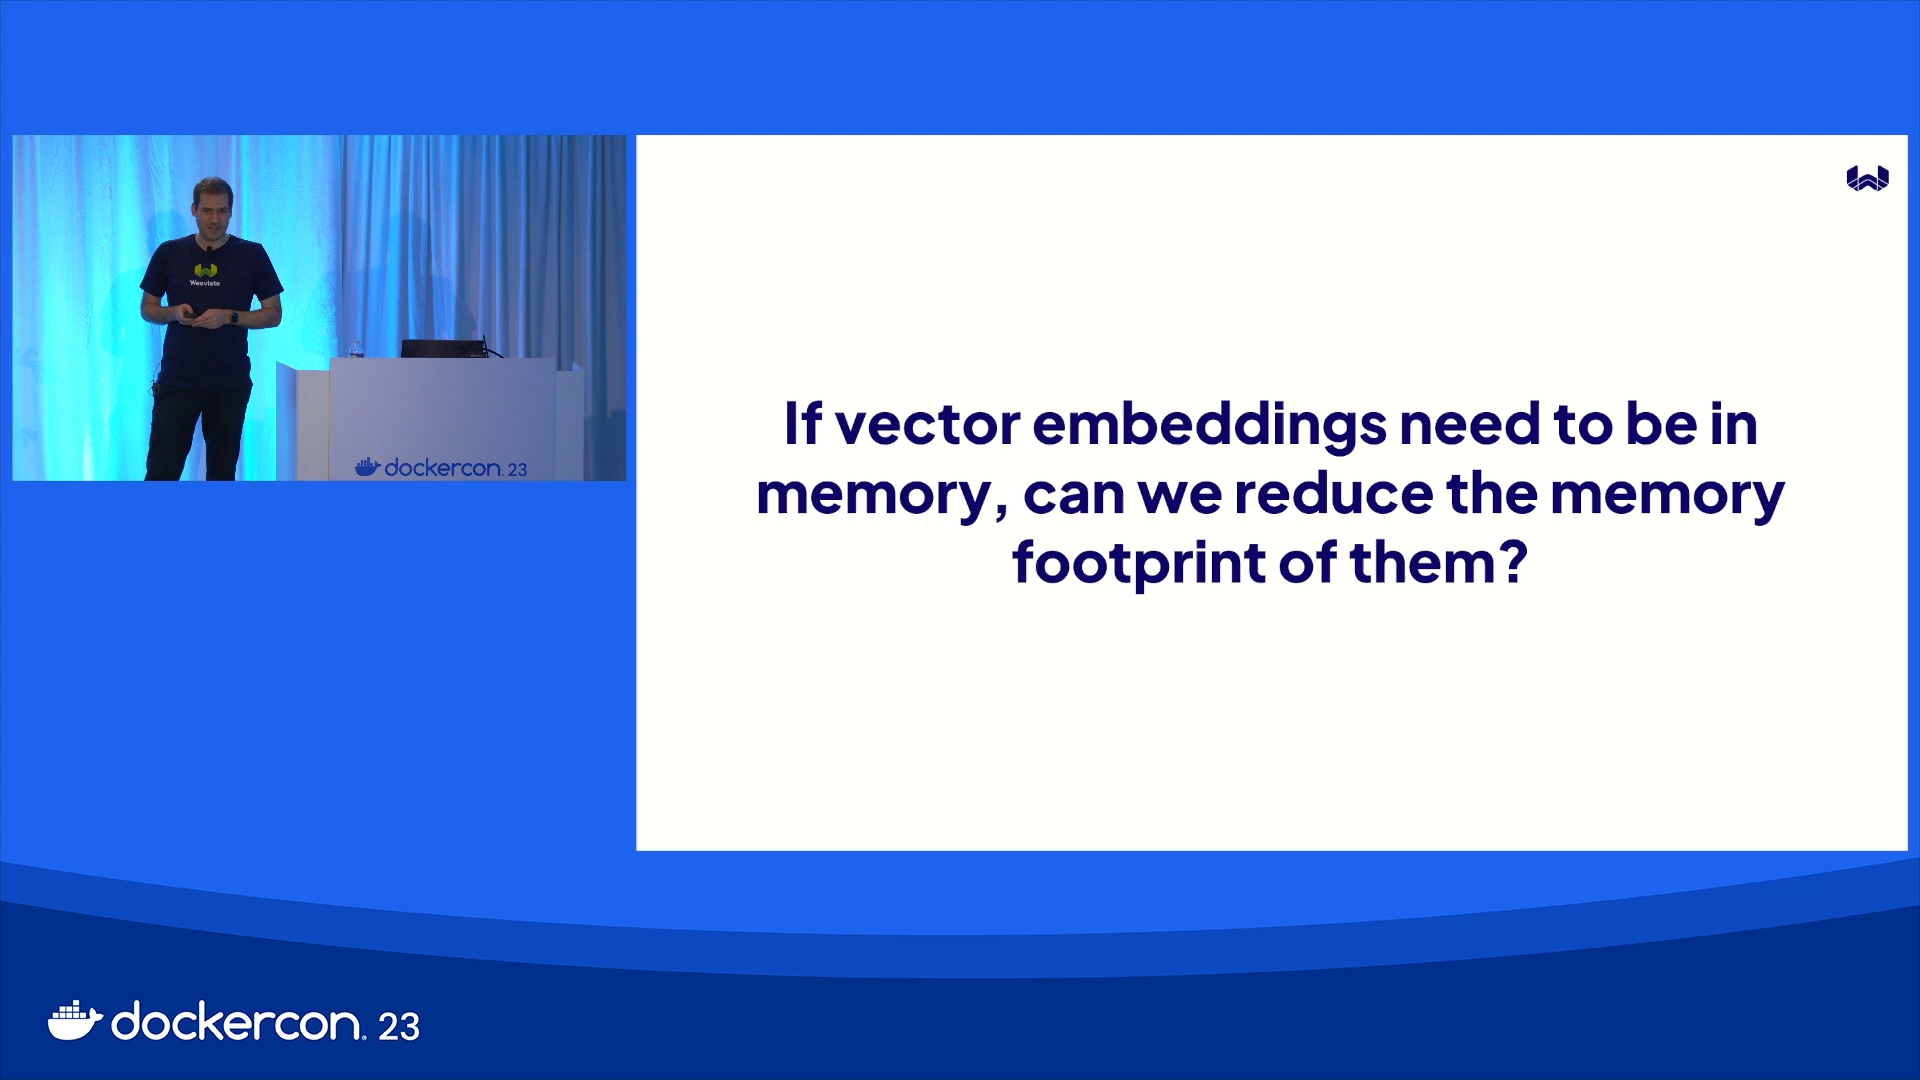 Weaviate
dockercon. 23
If vector embeddings need to be in
memory, can we reduce the memory
footprint of them?
dockercon. 23